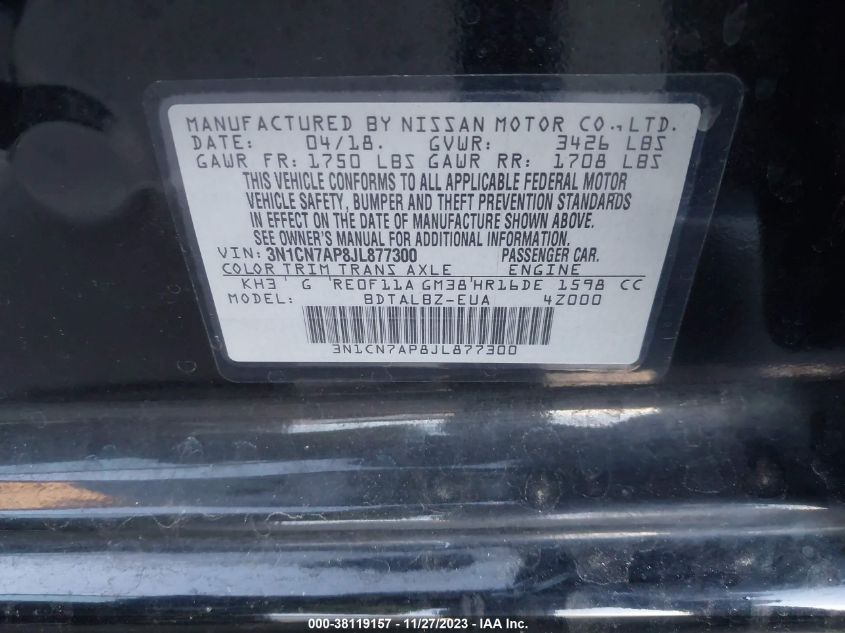 MANUFACTURED BY NISSAN MOTOR CO.,LTD.
DATE: 04/18. GVWR: 3426 LBS
GAWR FR: 1750 LBS GAWR RR: 1708 LBS
THIS VEHICLE CONFORMS TO ALL APPLICABLE FEDERAL MOTOR
VEHICLE SAFETY, BUMPER AND THEFT PREVENTION STANDARDS
IN EFFECT ON THE DATE OF MANUFACTURE SHOWN ABOVE.
SEE OWNER'S MANUAL FOR ADDITIONAL INFORMATION.
VIN: 3N1CN7AP8JL877300 PASSENGER CAR.
COLOR TRIM TRANS AXLE ENGINE
KH3 G RE0F11A GM38 HR16DE 1598 CC
MODEL: BDTALBZ-EUA 4Z000
3N1CN7AP8JL877300
000-38119157 - 11/27/2023 - IAA Inc.